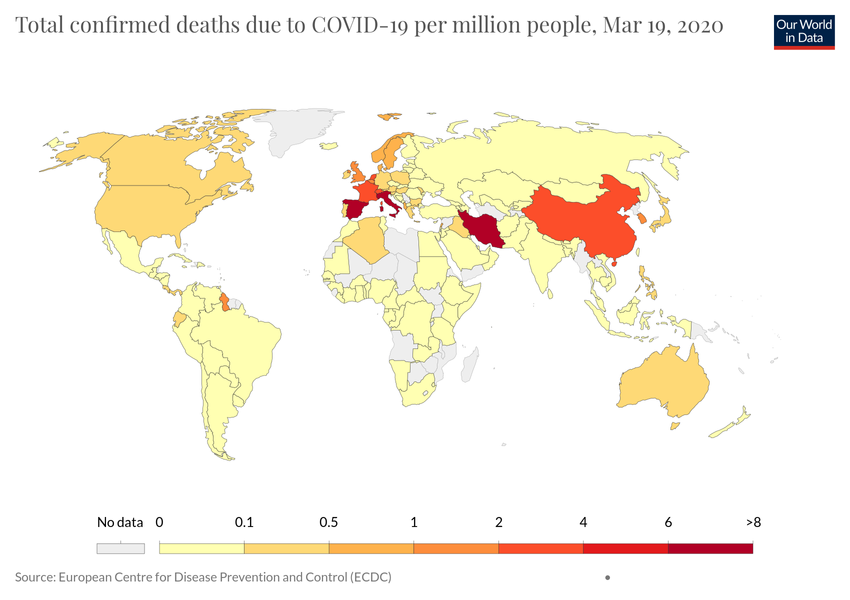 Total confirmed deaths due to COVID-19 per million people, Mar 19, 2020
Our World
in Data
No data 0 0.1 0.5 1 2 4 6 >8
Source: European Centre for Disease Prevention and Control (ECDC)